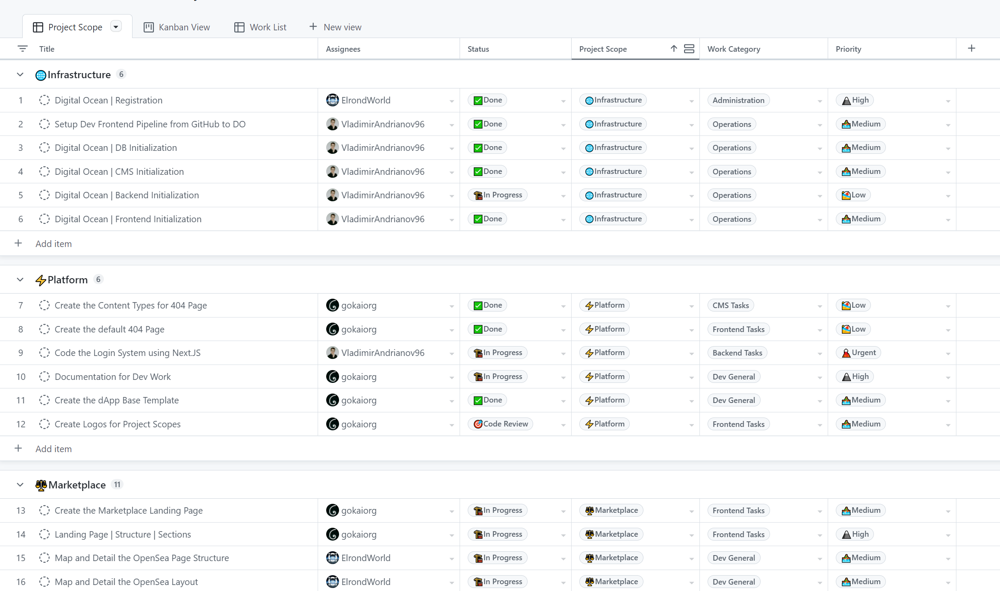 Project Scope Kanban View Work List New view
Title Assignees Status Project Scope Work Category Priority
Infrastructure 6
1 Digital Ocean | Registration ElrondWorld Done Infrastructure Administration High
2 Setup Dev Frontend Pipeline from GitHub to DO VladimirAndrianov96 Done Infrastructure Operations Medium
3 Digital Ocean | DB Initialization VladimirAndrianov96 Done Infrastructure Operations Medium
4 Digital Ocean | CMS Initialization VladimirAndrianov96 Done Infrastructure Operations Medium
5 Digital Ocean | Backend Initialization VladimirAndrianov96 In Progress Infrastructure Operations Low
6 Digital Ocean | Frontend Initialization VladimirAndrianov96 Done Infrastructure Operations Medium
Add item
Platform 6
7 Create the Content Types for 404 Page gokaiorg Done Platform CMS Tasks Low
8 Create the default 404 Page gokaiorg Done Platform Frontend Tasks Low
9 Code the Login System using Next.JS VladimirAndrianov96 In Progress Platform Backend Tasks Urgent
10 Documentation for Dev Work gokaiorg In Progress Platform Dev General High
11 Create the dApp Base Template gokaiorg Done Platform Dev General Medium
12 Create Logos for Project Scopes gokaiorg Code Review Platform Frontend Tasks Medium
Add item
Marketplace 11
13 Create the Marketplace Landing Page gokaiorg In Progress Marketplace Frontend Tasks Medium
14 Landing Page | Structure | Sections gokaiorg In Progress Marketplace Frontend Tasks High
15 Map and Detail the OpenSea Page Structure ElrondWorld In Progress Marketplace Dev General Medium
16 Map and Detail the OpenSea Layout ElrondWorld In Progress Marketplace Dev General Medium